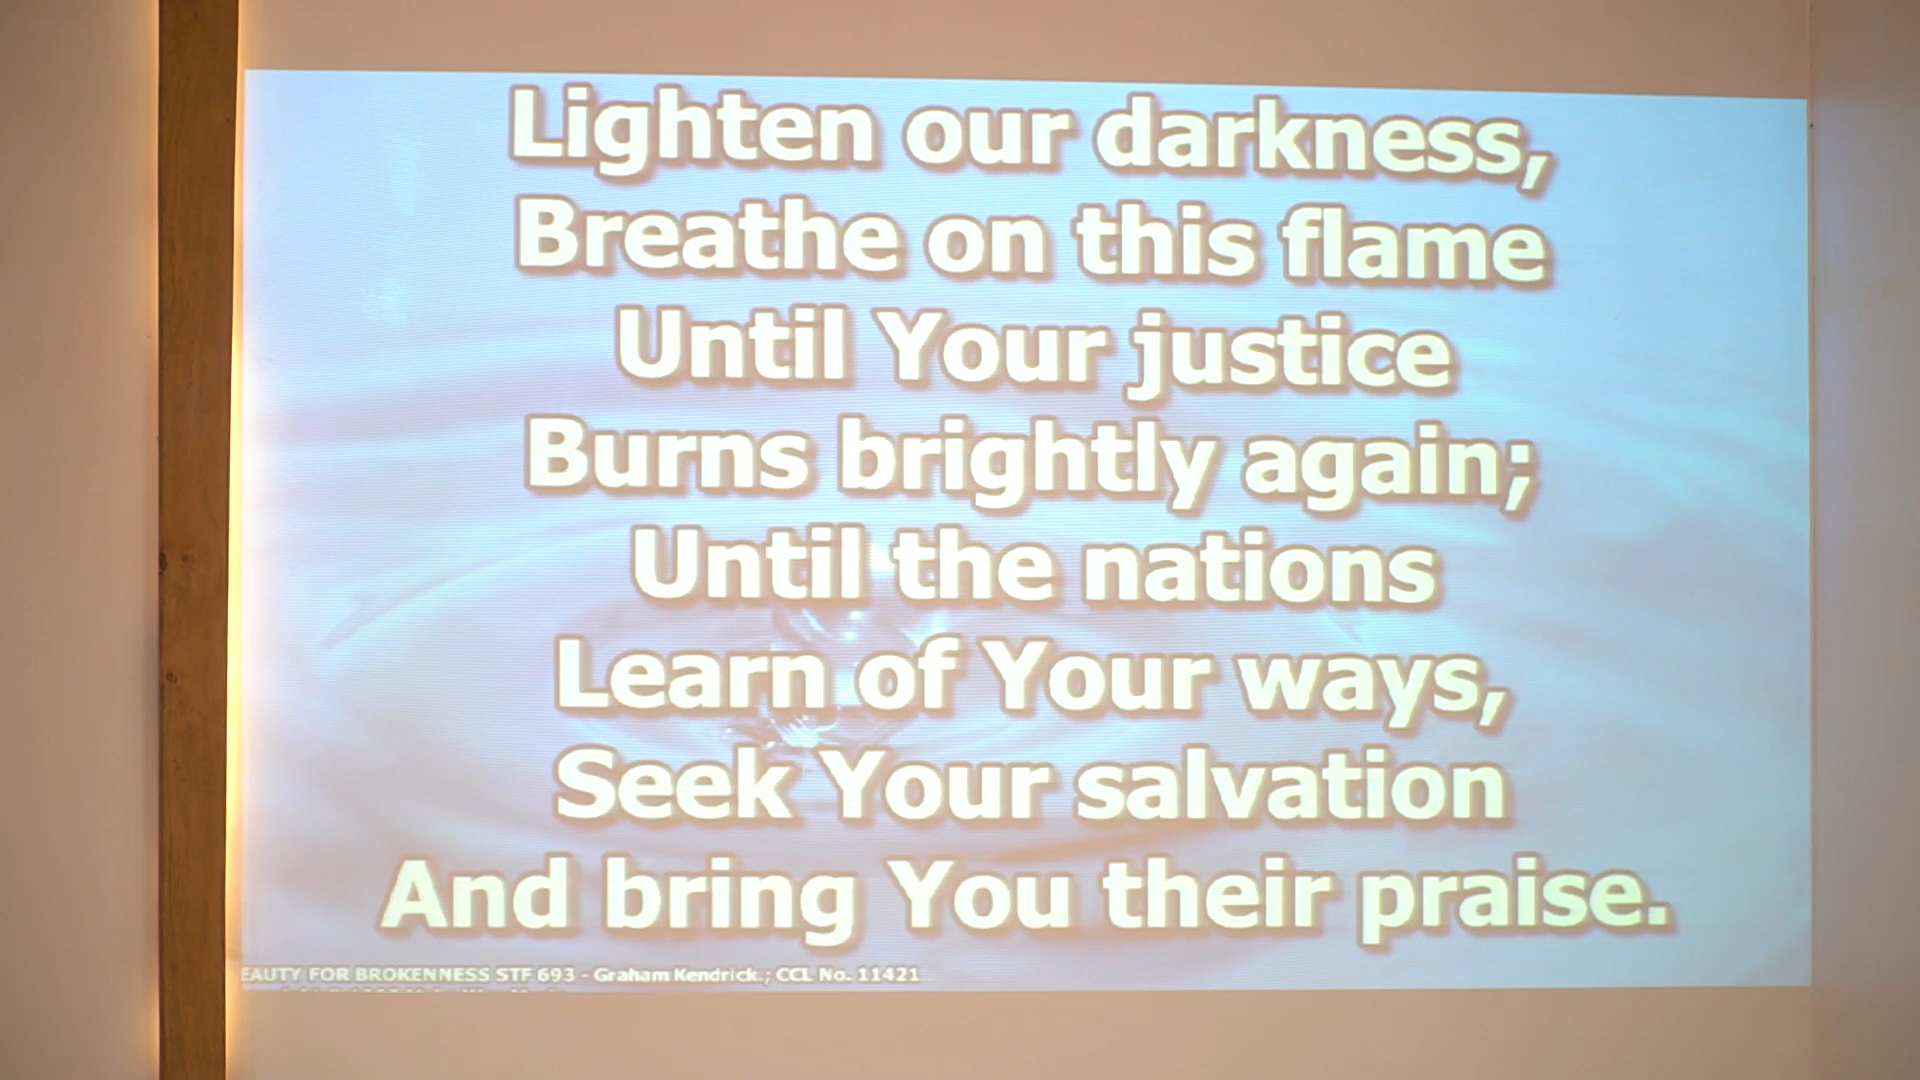 Lighten our darkness,
Breathe on this flame
Until Your justice
Burns brightly again;
Until the nations
Learn of Your ways,
Seek Your salvation
And bring You their praise.
EAUTY FOR BROKENNESS STF 693 - Graham Kendrick.; CCL No. 11421